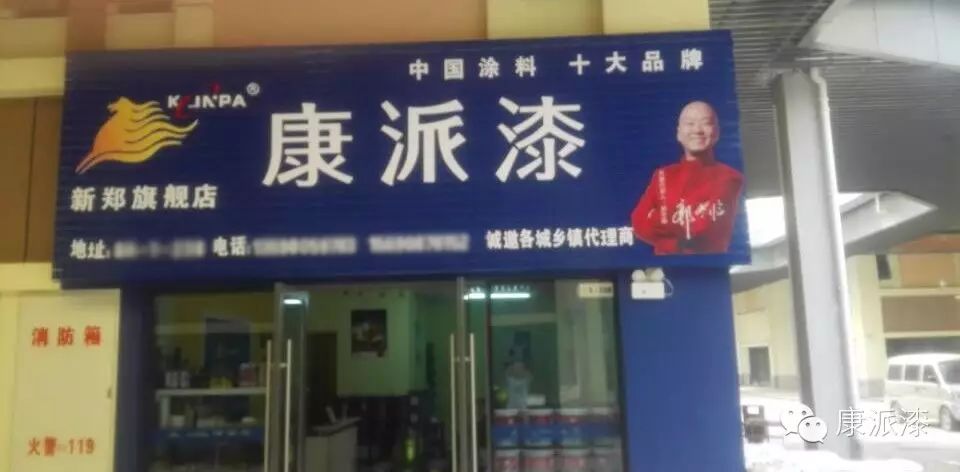 中国涂料 十大品牌
KUNPA®
康派漆
新郑旗舰店
地址: 电话:
诚邀各城乡镇代理商
消防箱
火警 119
康派漆